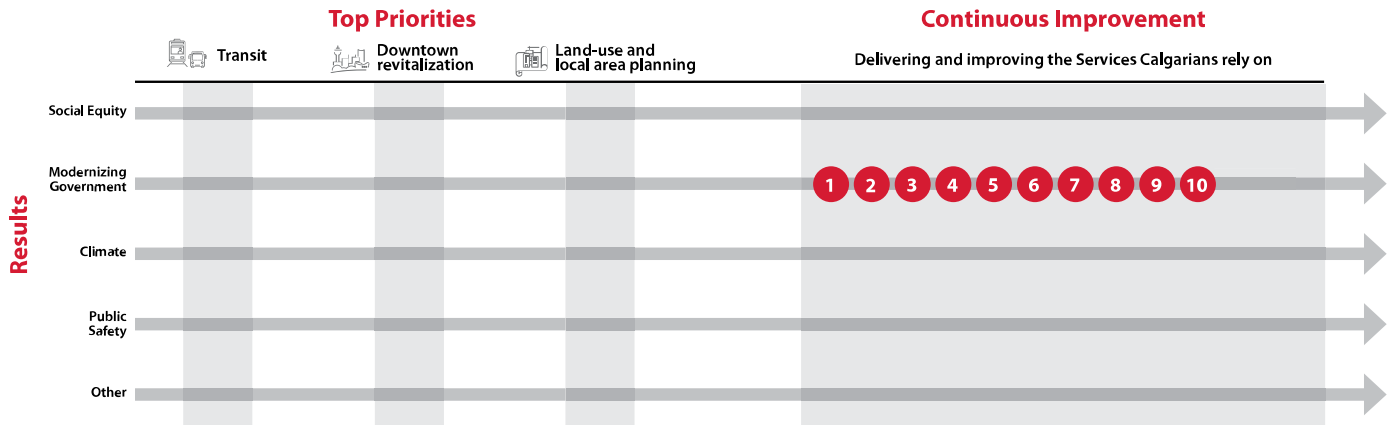 Top Priorities
Continuous Improvement
Transit
Downtown
revitalization
Land-use and
local area planning
Delivering and improving the Services Calgarians rely on
Results
Social Equity
Modernizing
Government
1 2 3 4 5 6 7 8 9 10
Climate
Public
Safety
Other